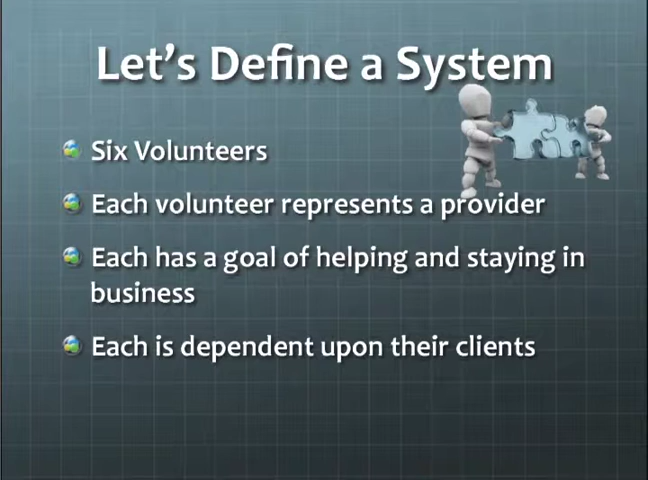 Let's Define a System
Six Volunteers
Each volunteer represents a provider
Each has a goal of helping and staying in
business
Each is dependent upon their clients